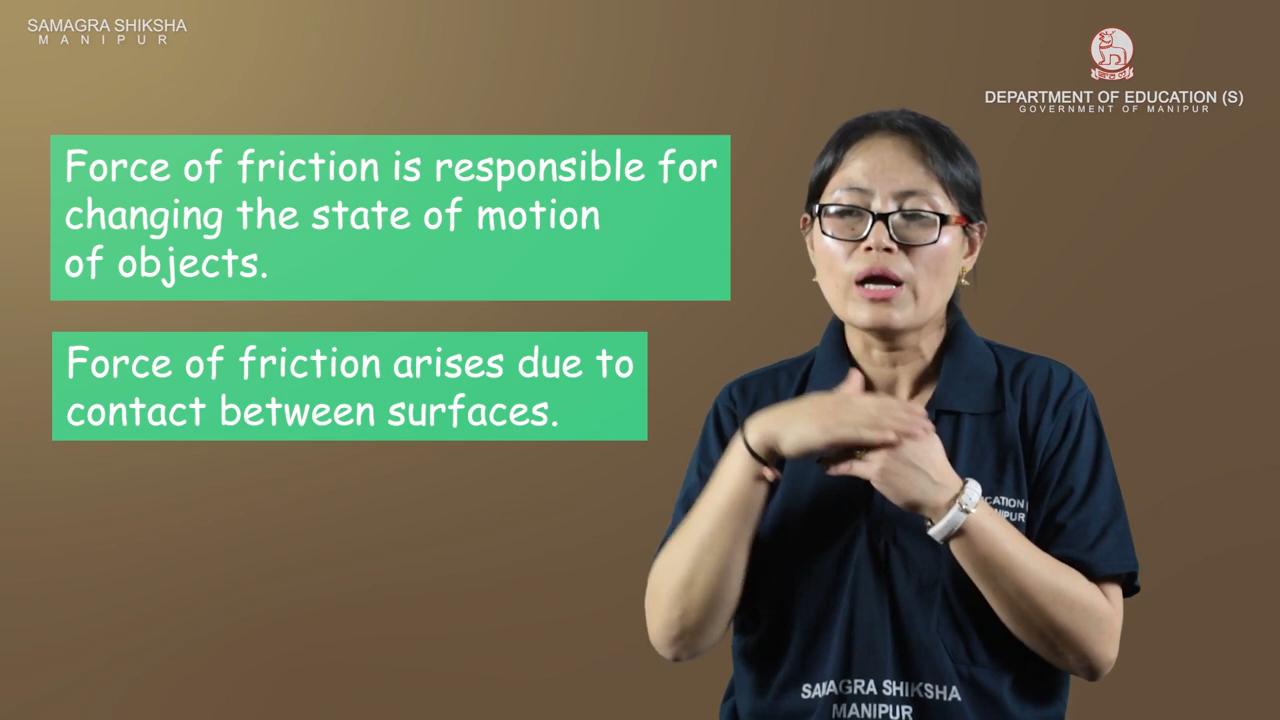 SAMAGRA SHIKSHA
MANIPUR
DEPARTMENT OF EDUCATION (S)
GOVERNMENT OF MANIPUR
Force of friction is responsible for
changing the state of motion
of objects.
Force of friction arises due to
contact between surfaces.
SAMAGRA SHIKSHA
MANIPUR